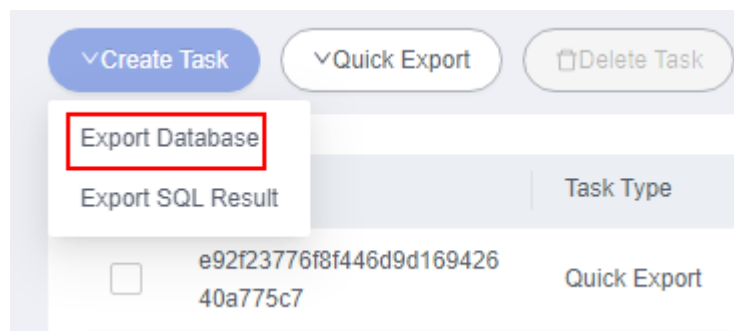 Create Task
Quick Export
Delete Task
Export Database
Export SQL Result
Task Type
e92f23776f8f446d9d169426
40a775c7
Quick Export